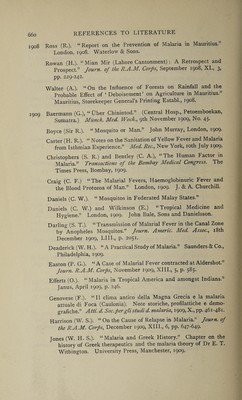 660 REFERENCES TO LITERATURE
1908 Ross (R.). "Report on the Prevention of Malaria in Mauritius."
London, 1908. Waterlow & Sons.
Rowan (H.). "Mian Mir (Lahore Cantonment): A Retrospect and
Prospect." Journ. of the R.A.M. Corps, September 1908, XI., 3,
pp. 229-242.
Walter (A.). "On the Influence of Forests on Rainfall and the
Probable Effect of 'Déboisement' on Agriculture in Mauritius."
Mauritius, Storekeeper General's Printing Establ., 1908.
1909 Baermann (G.), "Uber Chinintod." (Central Hosp., Petoemboekan,
Sumatra.) Münch. Med. Woch., 9th November 1909, No. 45.
Boyce (Sir R.). "Mosquito or Man." John Murray, London, 1909.
Carter (H. R.). "Notes on the Sanitation of Yellow Fever and Malaria
from Isthmian Experience." Med. Rec., New York, 10th July 1909.
Christophers (S. R.) and Bentley (C. A.), "The Human Factor in
Malaria." Transactions of the Bombay Medical Congress. The
Times Press, Bombay, 1909.
Craig (C. F.) "The Malarial Fevers, Haemoglobinuric Fever and
the Blood Protozoa of Man." London, 1909. J. & A. Churchill.
Daniels (C. W.). "Mosquitoes in Federated Malay States."
Daniels (C. W.) and Wilkinson (E.). "Tropical Medicine and
Hygiene." London, 1909. John Bale, Sons and Danielsson.
Darling (S. T.). "Transmission of Malarial Fever in the Canal Zone
by Anopheles Mosquitos." Journ. Americ. Med. Assoc., 18th
December 1909, LIII., p. 2051.
Deaderick (W. H.). "A Practical Study of Malaria." Saunders & Co.,
Philadelphia, 1909.
Easton (P. G.). "A Case of Malarial Fever contracted at Aldershot."
Journ. R.A.M. Corps, November 1909, XIII., 5, p. 583.
Efferts (O.). "Malaria in Tropical America and amongst Indians."
Janus, April 1909, p. 246.
Genovese (F.). "Il clima antico della Magna Grecia e la malaria
attuale di Foca (Caulonia). Note storiche, profilattiche e demo-
grafiche." Atti. d. Soc. per gli studi d. malaria, 1909, X., pp. 461-481.
Harrison (W. S.). "On the Cause of Relapse in Malaria." Journ. of
the R.A.M. Corps, December 1909, XIII., 6, pp. 647-649.
Jones (W. H. S.). "Malaria and Greek History." Chapter on the
history of Greek therapeutics and the malaria theory of Dr E. T.
Withington. University Press, Manchester, 1909.